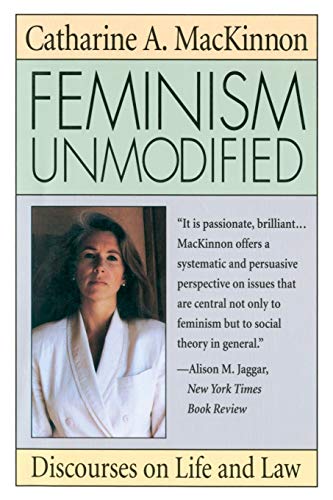 Catharine A. MacKinnon
FEMINISM
UNMODIFIED
“It is passionate, brilliant…
MacKinnon offers a
systematic and persuasive
perspective on issues that
are central not only to
feminism but to social
theory in general.”
—Alison M. Jaggar,
New York Times
Book Review
Discourses on Life and Law